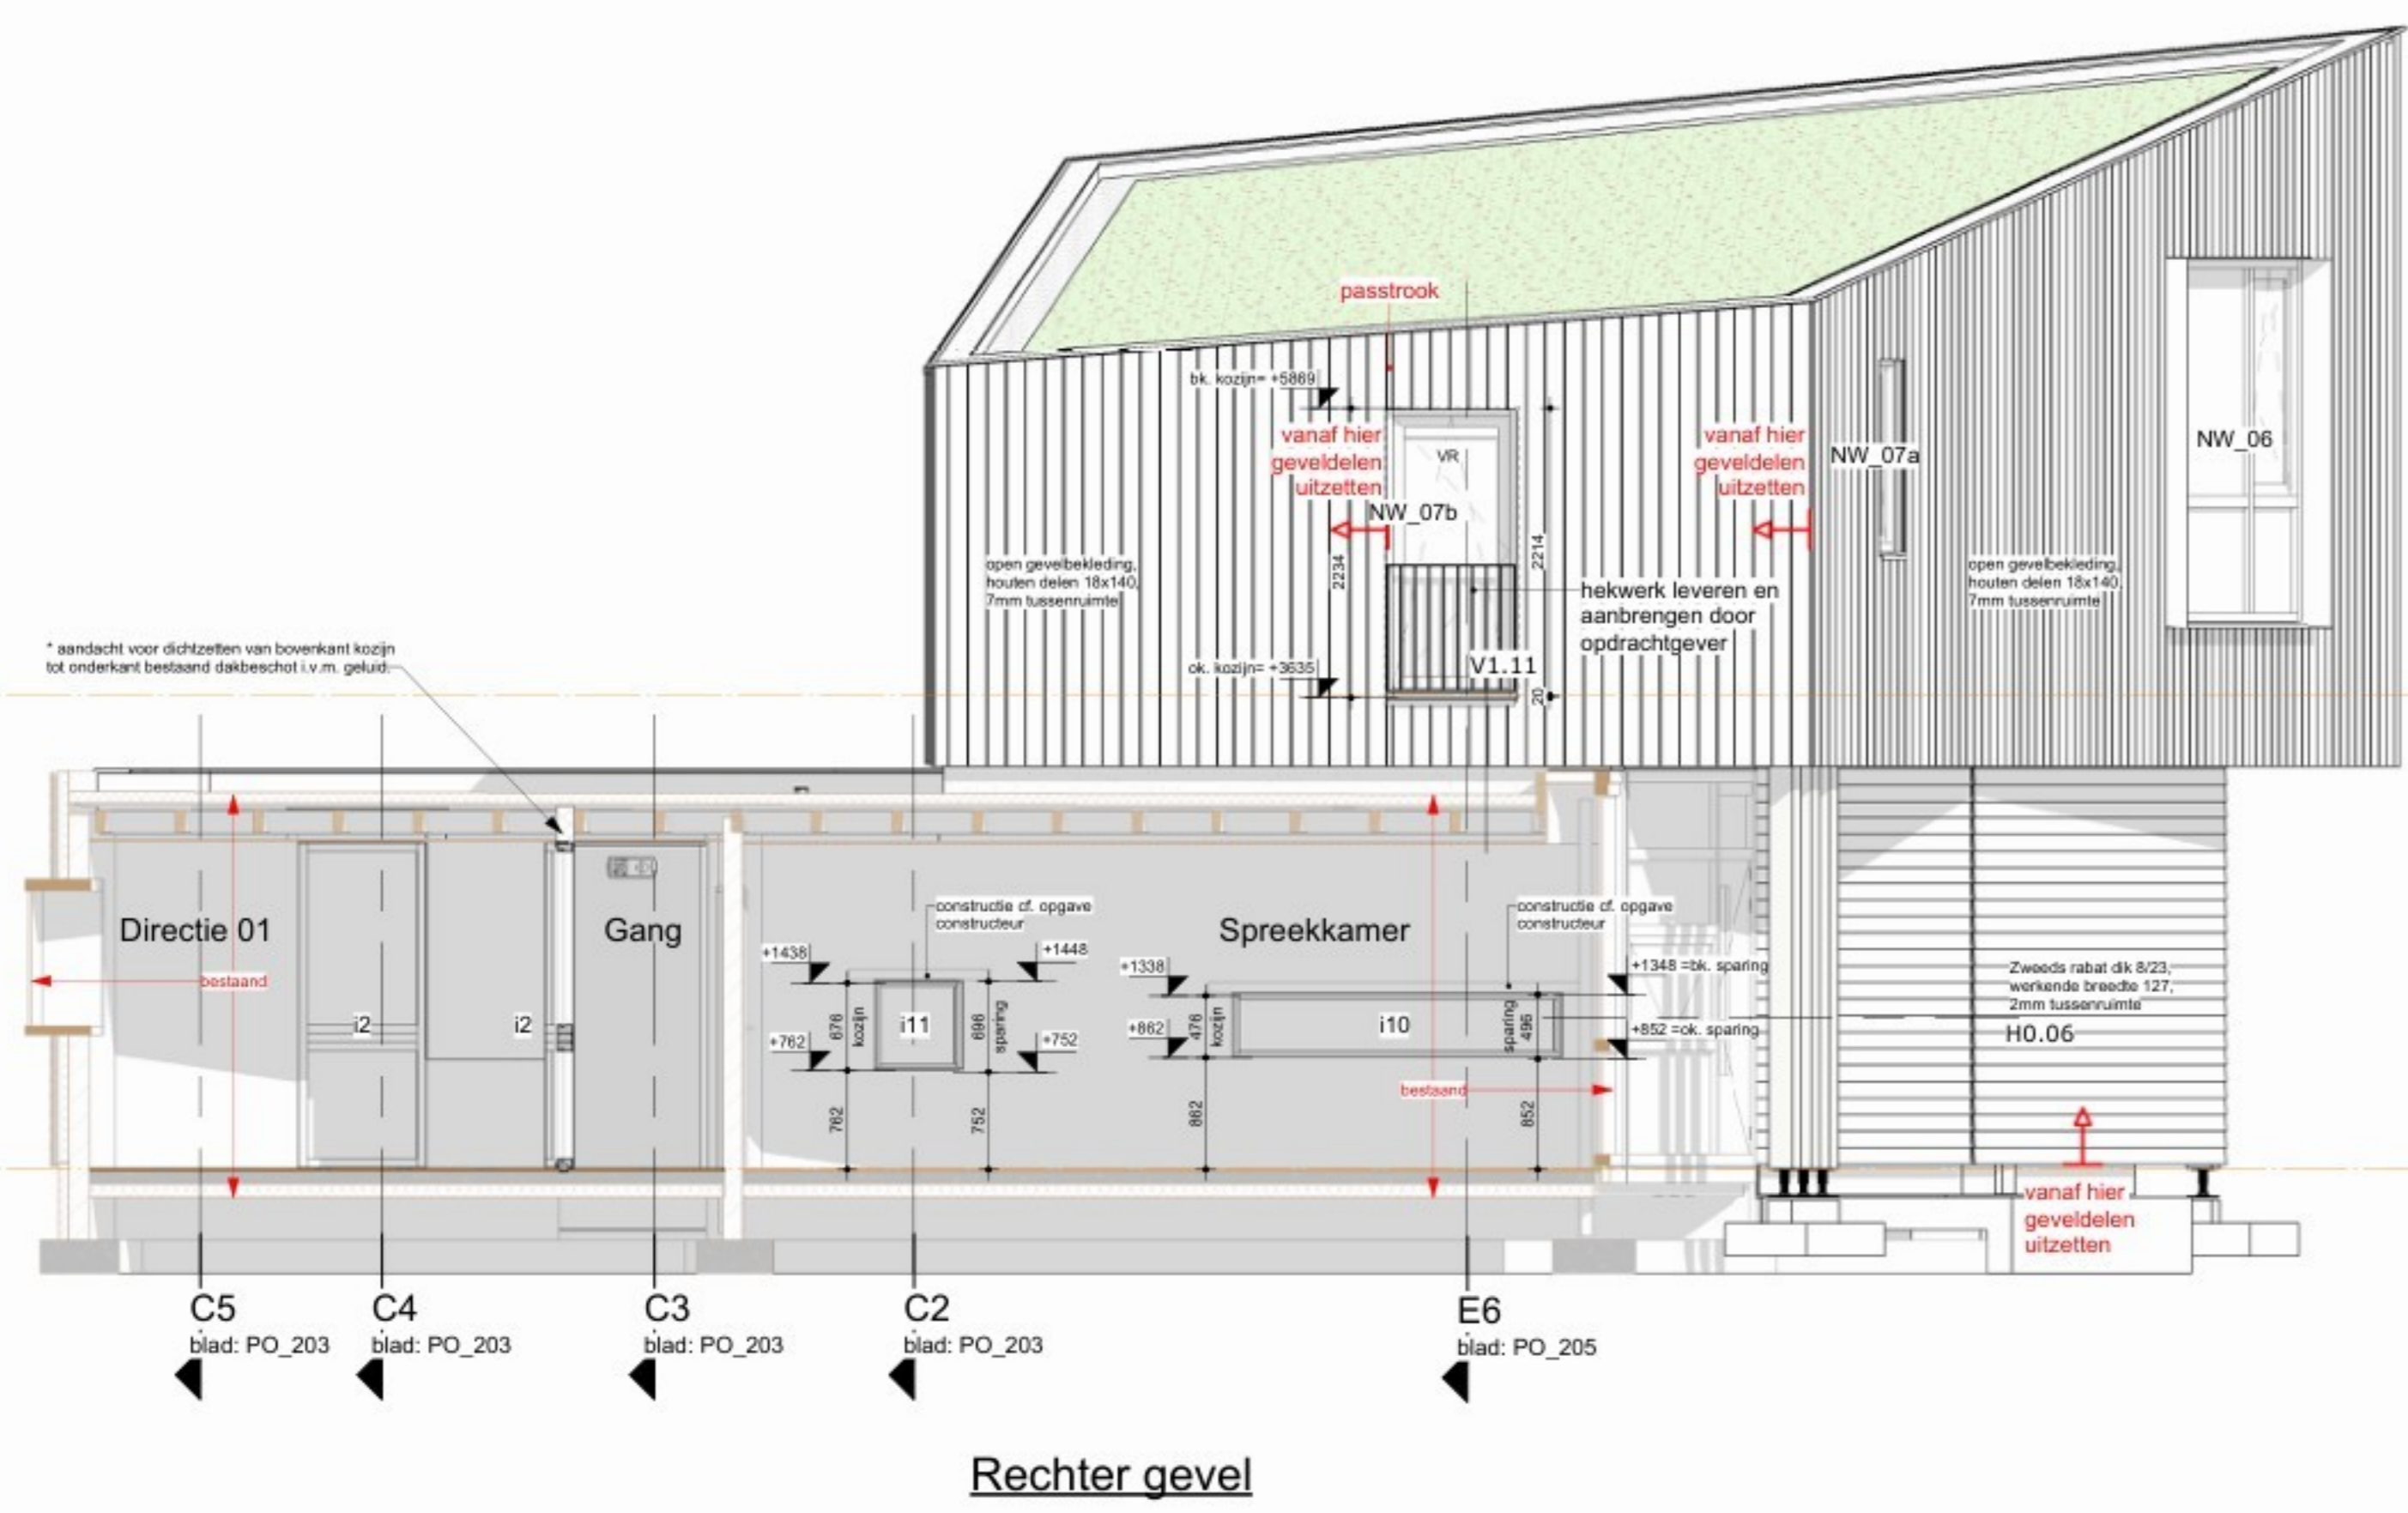 passtrook
bk. kozijn= +5869
vanaf hier
geveldelen
uitzetten
vanaf hier
geveldelen
uitzetten
VR
NW_07b
NW_07a
NW_06
2234
2214
20
open gevelbekleding,
houten delen 18x140,
7mm tussenruimte
hekwerk leveren en
aanbrengen door
opdrachtgever
open gevelbekleding,
houten delen 18x140,
7mm tussenruimte
ok. kozijn= +3635
V1.11
* aandacht voor dichtzetten van bovenkant kozijn
tot onderkant bestaand dakbeschot i.v.m. geluid.
Directie 01
Gang
Spreekkamer
bestaand
i2
i2
constructie cf. opgave
constructeur
+1438
+1448
676
kozijn
i11
696
sparing
+762
+752
762
752
constructie cf. opgave
constructeur
+1338
+1348 =bk. sparing
476
kozijn
i10
sparing
496
+862
+852 =ok. sparing
862
852
bestaand
Zweeds rabat dik 8/23,
werkende breedte 127,
2mm tussenruimte
H0.06
vanaf hier
geveldelen
uitzetten
C5
blad: PO_203
C4
blad: PO_203
C3
blad: PO_203
C2
blad: PO_203
E6
blad: PO_205
Rechter gevel